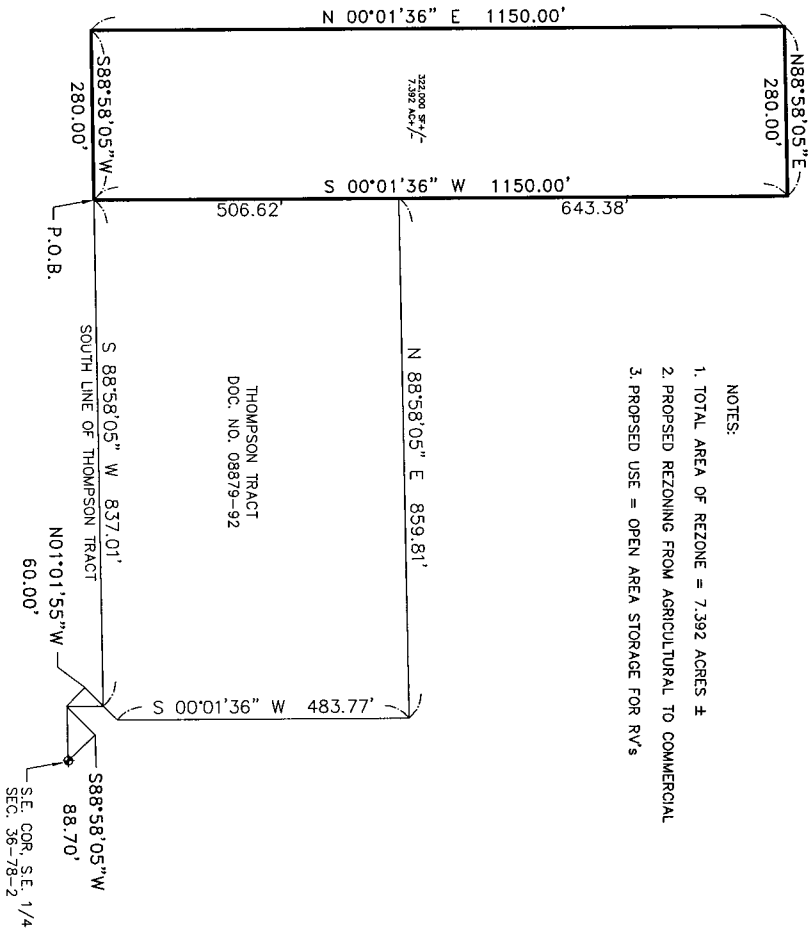 N 00°01'36" E 1150.00'
N88°58'05"E
280.00'
322,000 SF+/-
7.392 AC+/-
S88°58'05"W
280.00'
S 00°01'36" W 1150.00'
506.62'
643.38'
P.O.B.
NOTES:
1. TOTAL AREA OF REZONE = 7.392 ACRES ±
2. PROPSED REZONING FROM AGRICULTURAL TO COMMERCIAL
3. PROPSED USE = OPEN AREA STORAGE FOR RV's
N 88°58'05" E 859.81'
THOMPSON TRACT
DOC. NO. 08879-92
S 88°58'05" W 837.01'
SOUTH LINE OF THOMPSON TRACT
S 00°01'36" W 483.77'
N01°01'55"W
60.00'
S88°58'05"W
88.70'
S.E. COR, S.E. 1/4
SEC. 36-78-2